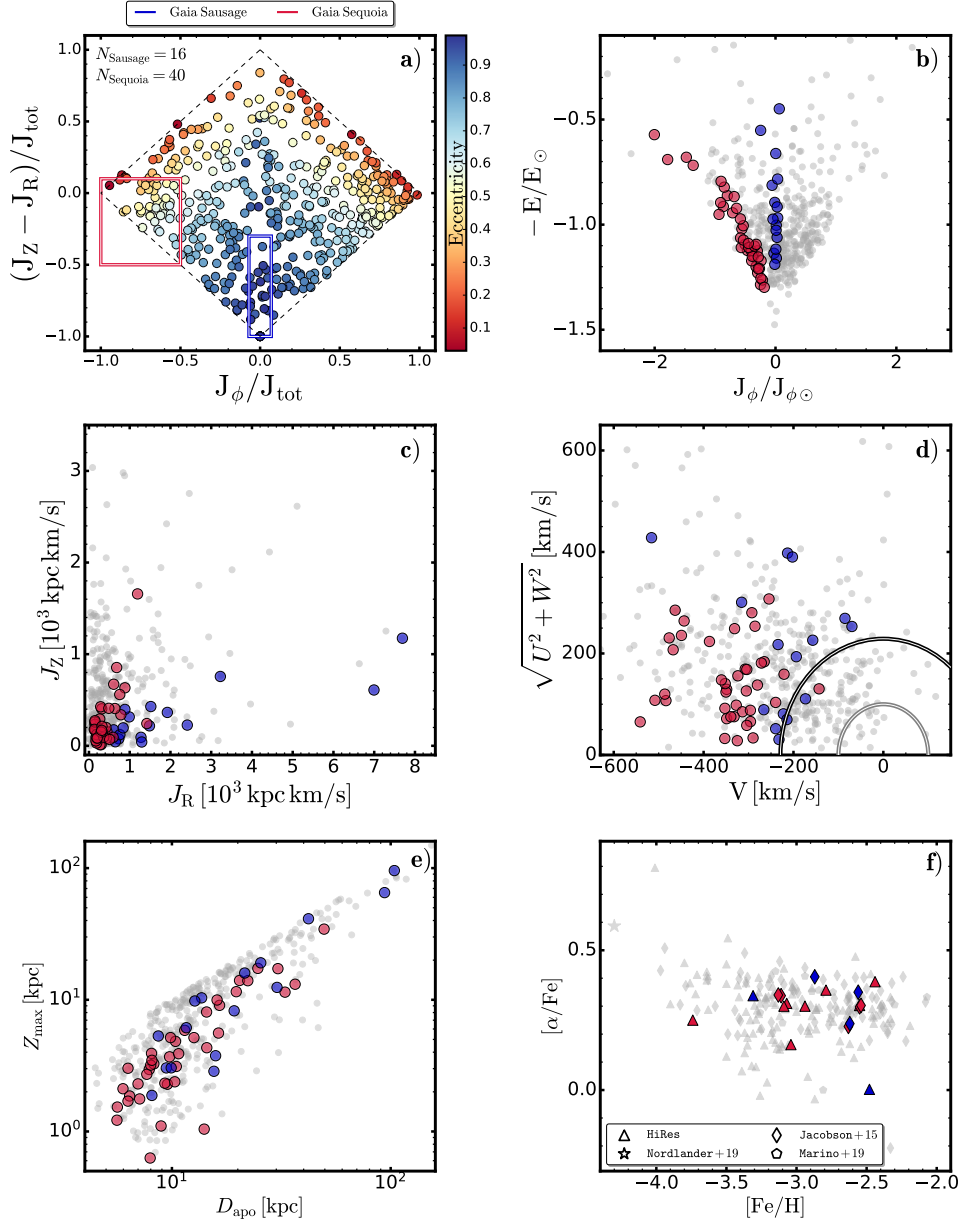 Gaia Sausage Gaia Sequoia
a)
N_Sausage = 16
N_Sequoia = 40
(J_Z − J_R)/J_tot
1.0
0.5
0.0
−0.5
−1.0
−1.0 −0.5 0.0 0.5 1.0
J_ϕ/J_tot
Eccentricity
0.9
0.8
0.7
0.6
0.5
0.4
0.3
0.2
0.1
b)
−E/E_⊙
−0.5
−1.0
−1.5
−2 0 2
J_ϕ/J_ϕ⊙
c)
J_Z [10^3 kpc km/s]
3
2
1
0
0 1 2 3 4 5 6 7 8
J_R [10^3 kpc km/s]
d)
√U^2 + W^2 [km/s]
600
400
200
0
−600 −400 −200 0
V [km/s]
e)
Z_max [kpc]
10^2
10^1
10^0
10^1 10^2
D_apo [kpc]
f)
[α/Fe]
0.5
0.0
HiRes Jacobson+15
Nordlander+19 Marino+19
−4.0 −3.5 −3.0 −2.5 −2.0
[Fe/H]